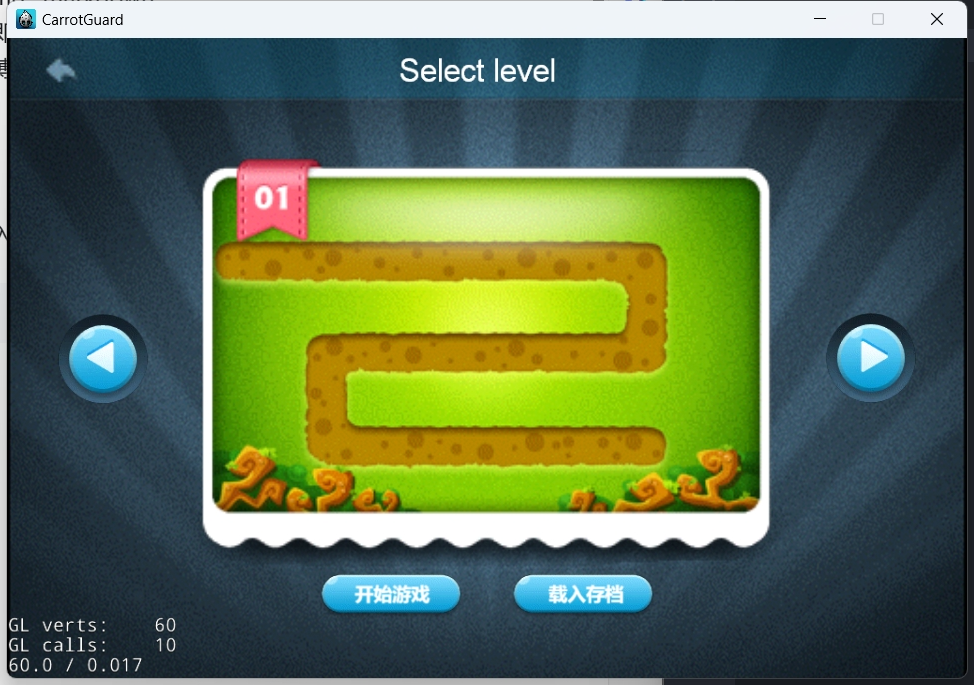 CarrotGuard
Select level
01
开始游戏
载入存档
GL verts: 60
GL calls: 10
60.0 / 0.017